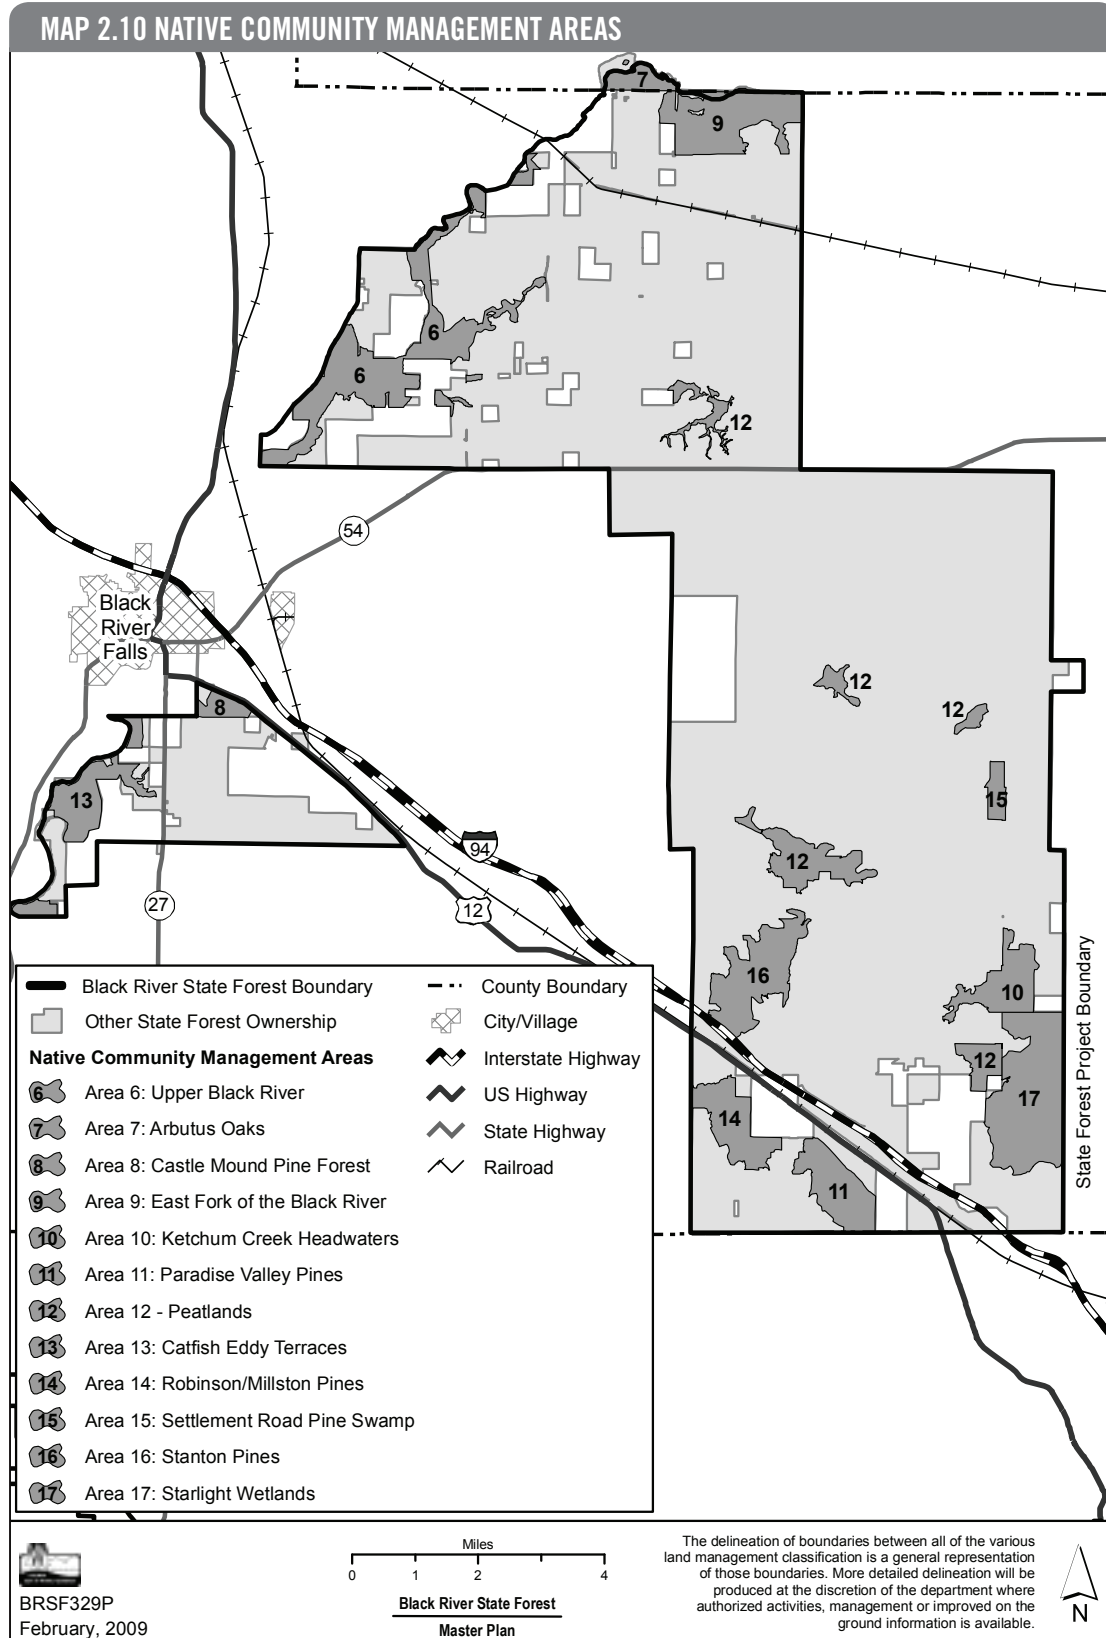 MAP 2.10 NATIVE COMMUNITY MANAGEMENT AREAS
7
9
6
6
12
54
Black
River
Falls
12
12
8
15
13
94
12
27
12
16
10
State Forest Project Boundary
12
17
14
11
Black River State Forest Boundary
Other State Forest Ownership
Native Community Management Areas
6 Area 6: Upper Black River
7 Area 7: Arbutus Oaks
8 Area 8: Castle Mound Pine Forest
9 Area 9: East Fork of the Black River
10 Area 10: Ketchum Creek Headwaters
11 Area 11: Paradise Valley Pines
12 Area 12 - Peatlands
13 Area 13: Catfish Eddy Terraces
14 Area 14: Robinson/Millston Pines
15 Area 15: Settlement Road Pine Swamp
16 Area 16: Stanton Pines
17 Area 17: Starlight Wetlands
County Boundary
City/Village
Interstate Highway
US Highway
State Highway
Railroad
BRSF329P
February, 2009
Miles
0 1 2 4
Black River State Forest
Master Plan
The delineation of boundaries between all of the various
land management classification is a general representation
of those boundaries. More detailed delineation will be
produced at the discretion of the department where
authorized activities, management or improved on the
ground information is available.
N